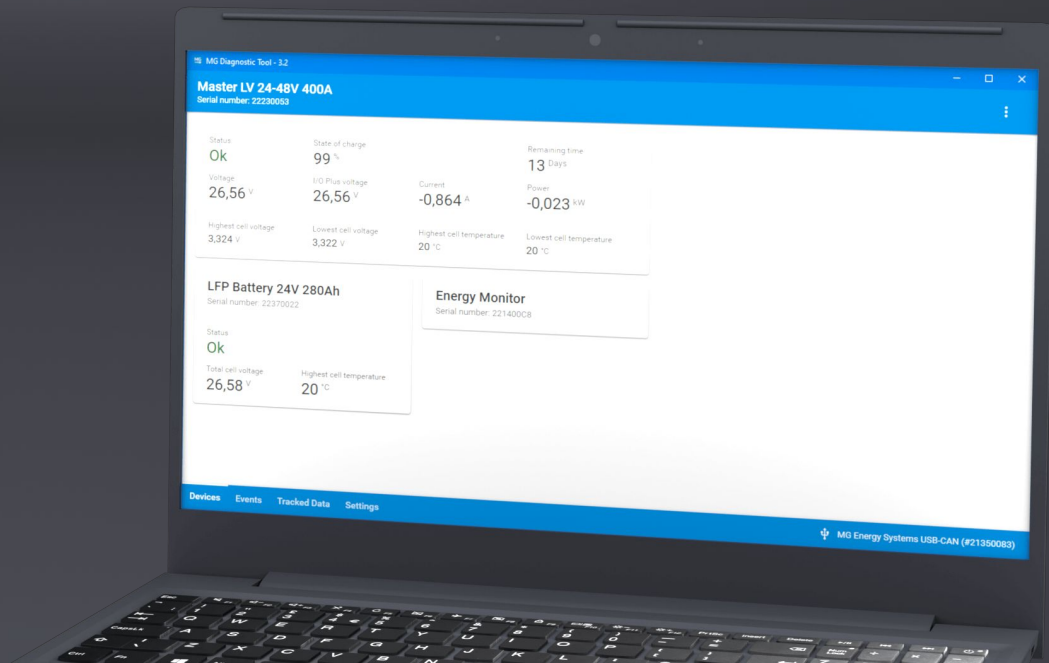 MG Diagnostic Tool - 3.2
Master LV 24-48V 400A
Serial number: 22230053
Status
Ok
State of charge
99 %
Remaining time
13 Days
Voltage
26,56 V
I/O Plus voltage
26,56 V
Current
-0,864 A
Power
-0,023 kW
Highest cell voltage
3,324 V
Lowest cell voltage
3,322 V
Highest cell temperature
20 °C
Lowest cell temperature
20 °C
LFP Battery 24V 280Ah
Serial number: 22370022
Status
Ok
Total cell voltage
26,58 V
Highest cell temperature
20 °C
Energy Monitor
Serial number: 221400C8
Devices Events Tracked Data Settings
MG Energy Systems USB-CAN (#21350083)
Q W E R T Y U I O P
A S D F G H J K L
Z X C V B N